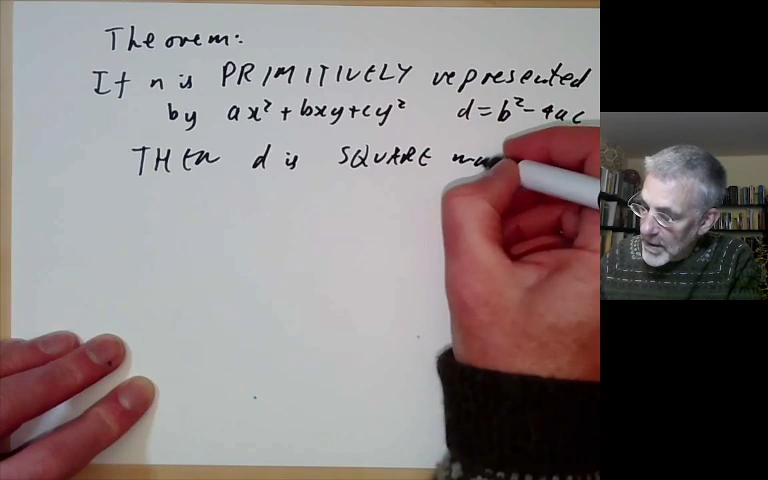 Theorem:
If n is PRIMITIVELY represented
by ax² + bxy + cy² d = b² - 4ac
THEN d is SQUARE